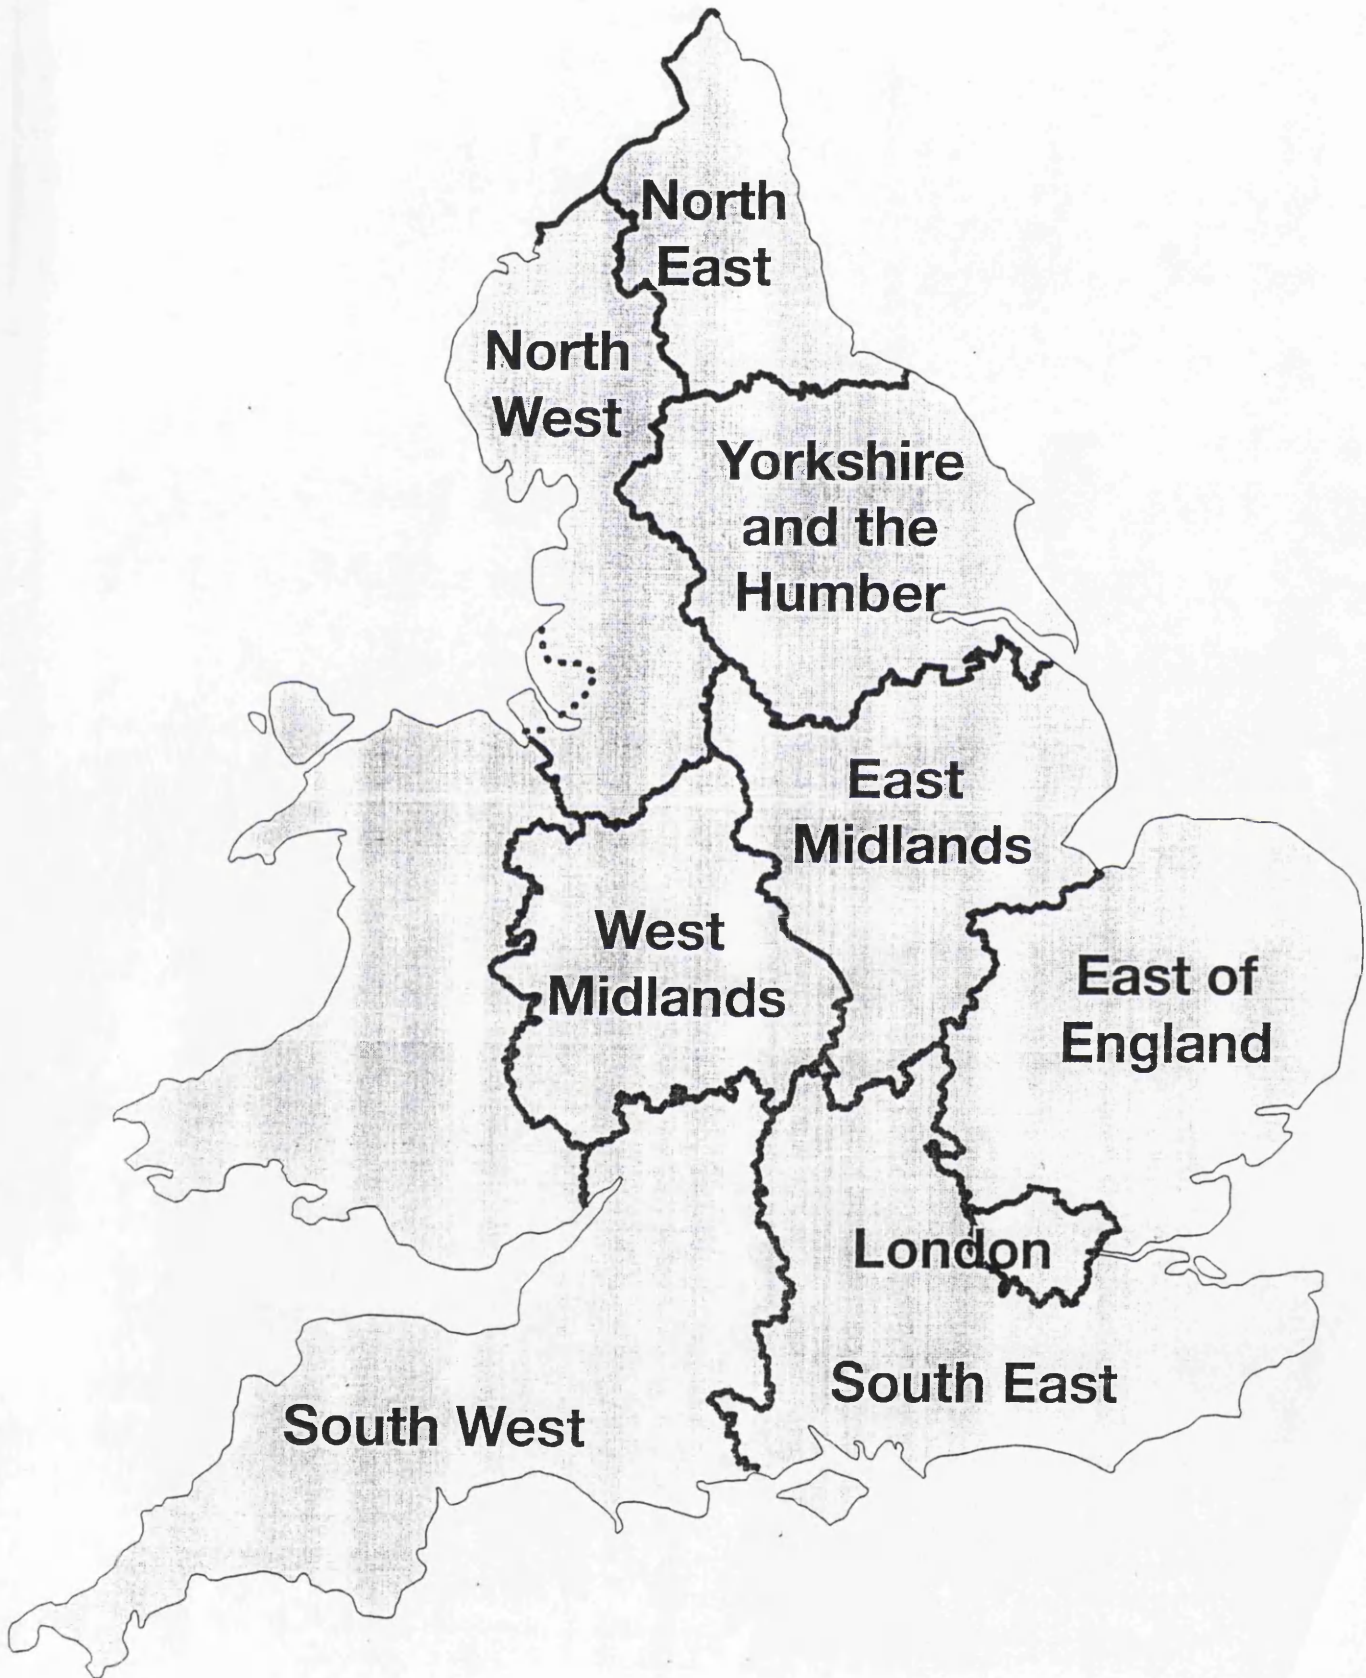 North
East
North
West
Yorkshire
and the
Humber
East
Midlands
West
Midlands
East of
England
London
South East
South West